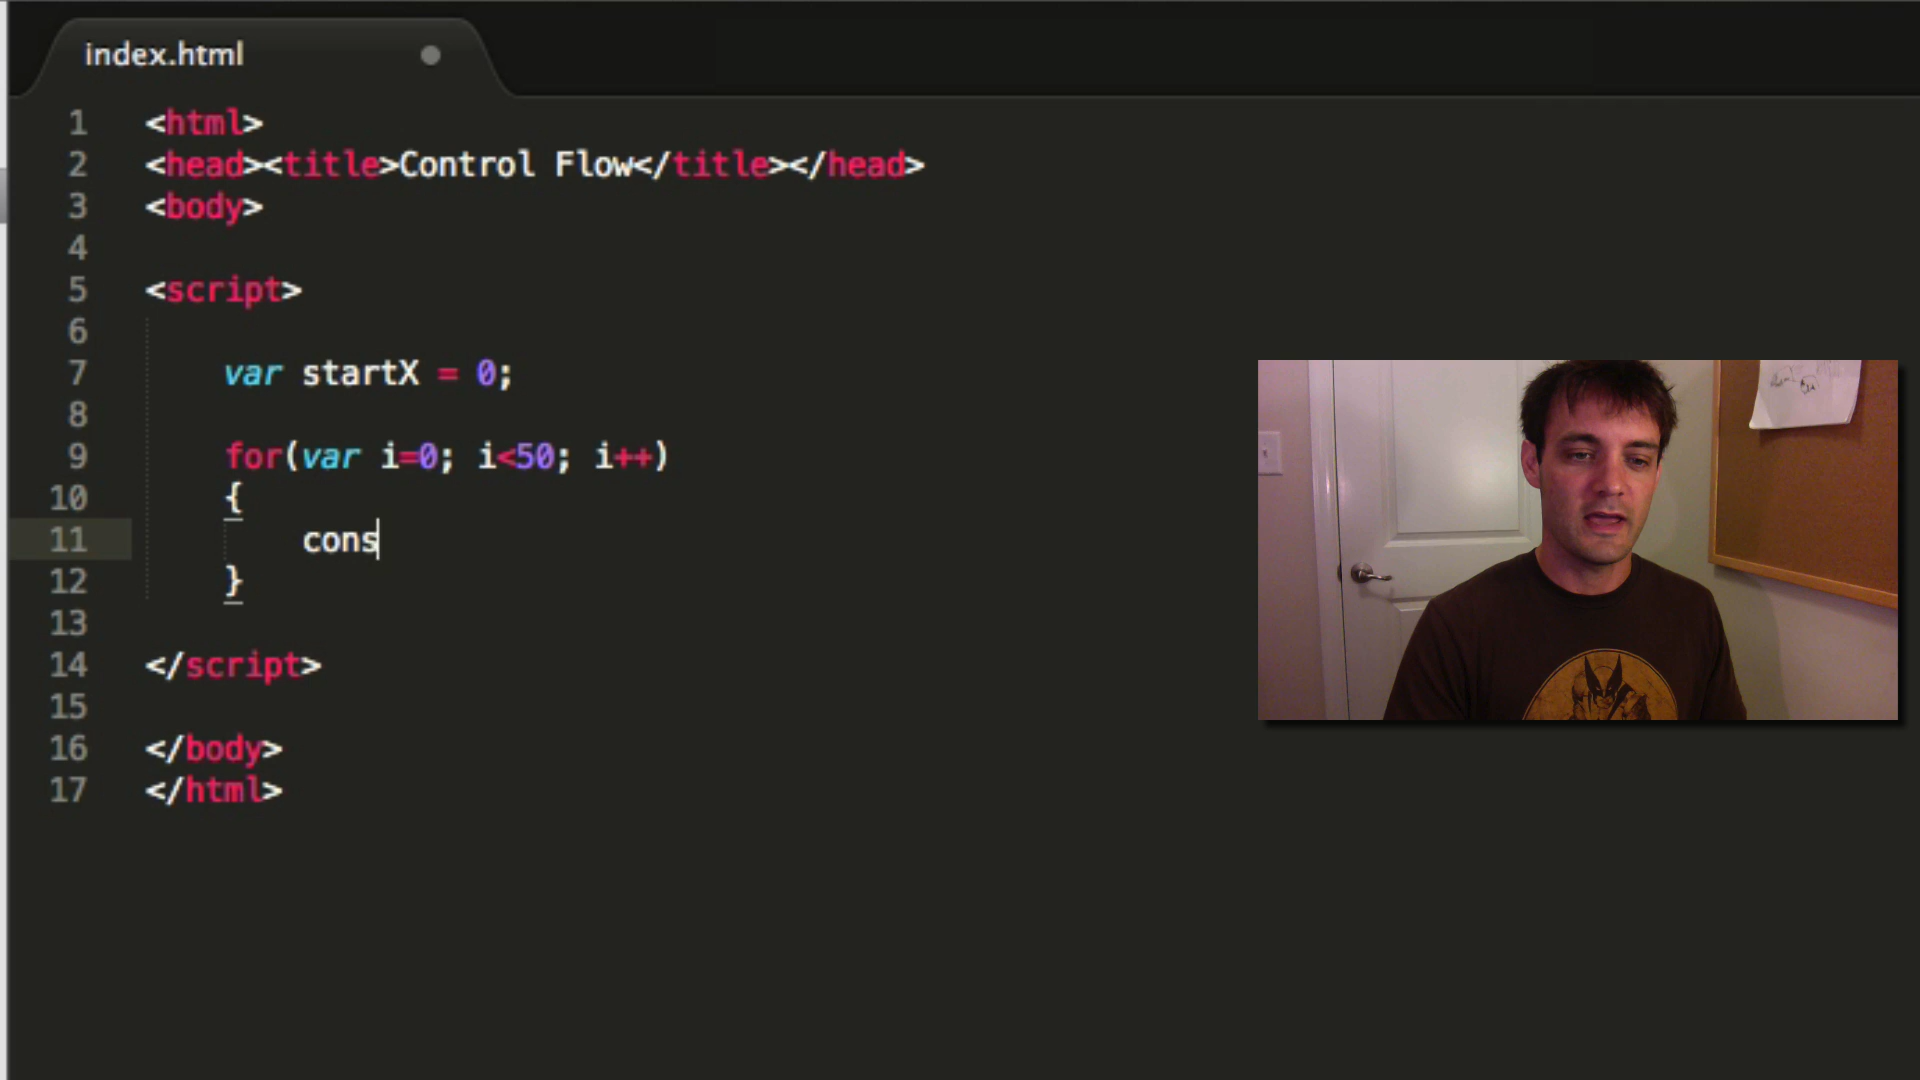 index.html
1 <html>
2 <head><title>Control Flow</title></head>
3 <body>
4
5 <script>
6
7 var startX = 0;
8
9 for(var i=0; i<50; i++)
10 {
11 cons
12 }
13
14 </script>
15
16 </body>
17 </html>